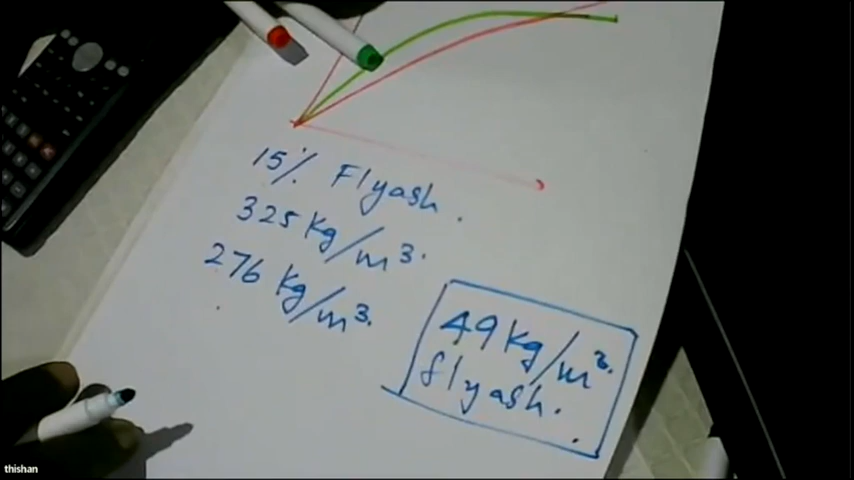 15% Flyash.
325 Kg/m3.
276 Kg/m3.
49 Kg/m3.
flyash.
thishan